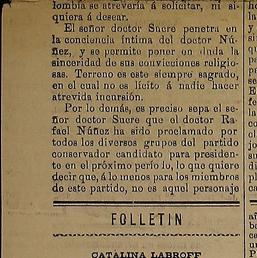 lombia se atrevería á solicitar, ni si-
quiera á desear.
El señor doctor Sucre penetra en
la conciencia íntima del doctor Nú-
ñez, y se permite poner en duda la
sinceridad de sus convicciones religio-
sas. Terreno es este siempre sagrado,
en el cual no es lícito á nadie hacer
atrevida incursión.
Por lo demás, es preciso sepa el se-
ñor doctor Sucre que el doctor Ra-
fael Núñez ha sido proclamado por
todos los diversos grupos del partido
conservador candidato para presiden-
te en el próximo período, lo que quiere
decir que, á lo menos para los miembros
de este partido, no es aquel personaje
FOLLETIN
CATALINA LABROFF